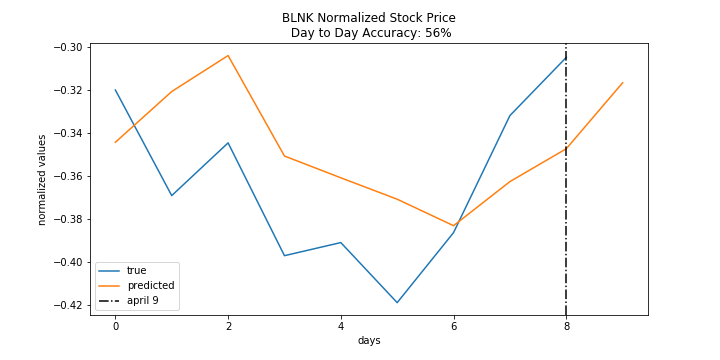 BLNK Normalized Stock Price
Day to Day Accuracy: 56%
normalized values
−0.30
−0.32
−0.34
−0.36
−0.38
−0.40
−0.42
true
predicted
april 9
0 2 4 6 8
days